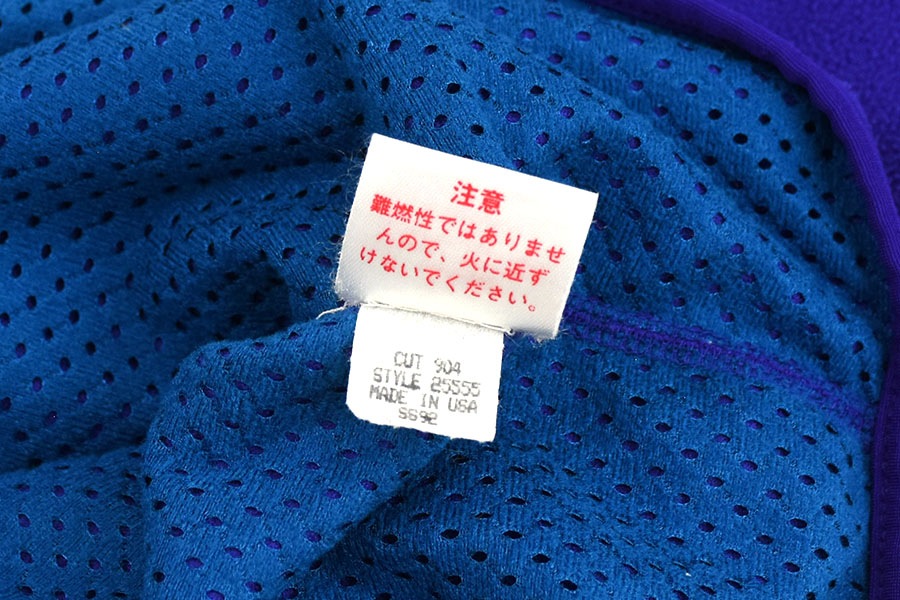 注意
難燃性ではありませ
んので、火に近ず
けないでください。
CUT 904
STYLE 25555
MADE IN USA
SS92